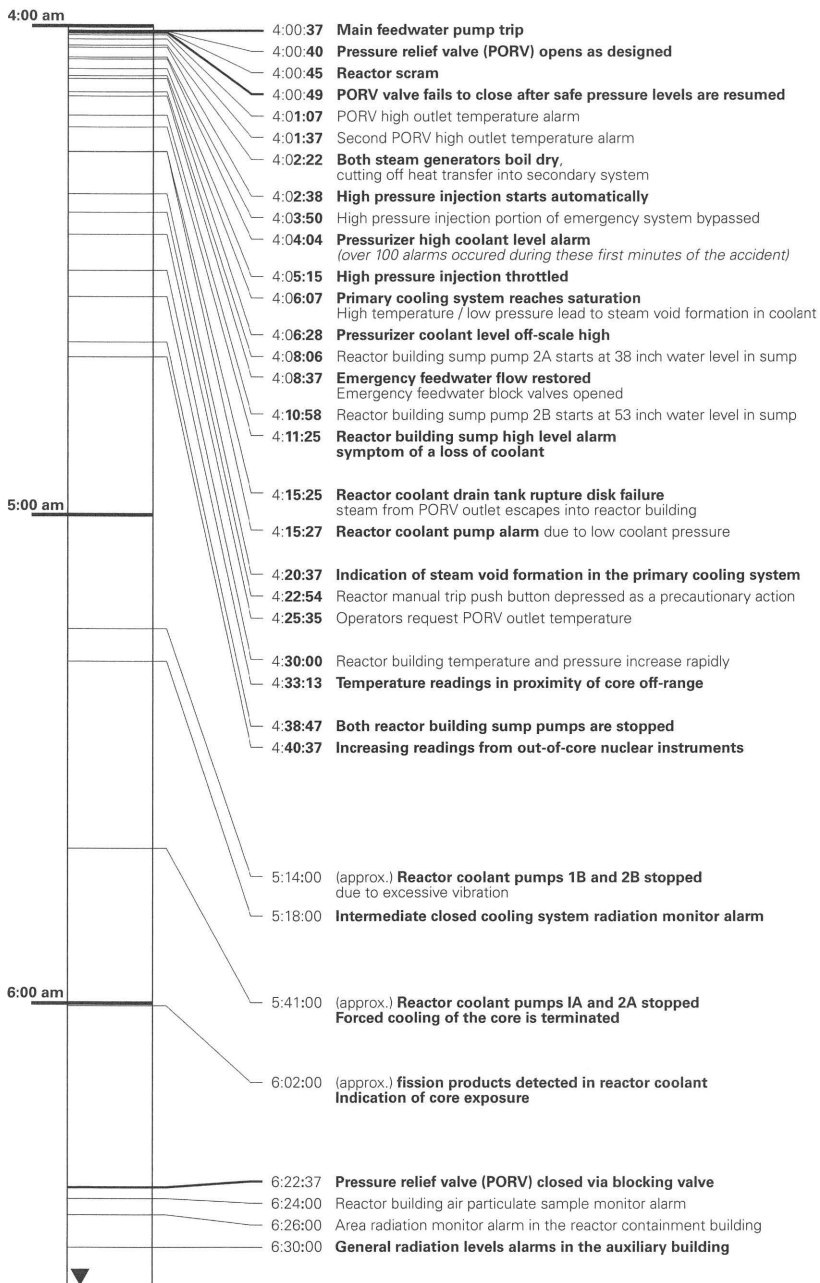 4:00 am
4:00:37 Main feedwater pump trip
4:00:40 Pressure relief valve (PORV) opens as designed
4:00:45 Reactor scram
4:00:49 PORV valve fails to close after safe pressure levels are resumed
4:01:07 PORV high outlet temperature alarm
4:01:37 Second PORV high outlet temperature alarm
4:02:22 Both steam generators boil dry,
cutting off heat transfer into secondary system
4:02:38 High pressure injection starts automatically
4:03:50 High pressure injection portion of emergency system bypassed
4:04:04 Pressurizer high coolant level alarm
(over 100 alarms occured during these first minutes of the accident)
4:05:15 High pressure injection throttled
4:06:07 Primary cooling system reaches saturation
High temperature / low pressure lead to steam void formation in coolant
4:06:28 Pressurizer coolant level off-scale high
4:08:06 Reactor building sump pump 2A starts at 38 inch water level in sump
4:08:37 Emergency feedwater flow restored
Emergency feedwater block valves opened
4:10:58 Reactor building sump pump 2B starts at 53 inch water level in sump
4:11:25 Reactor building sump high level alarm
symptom of a loss of coolant
4:15:25 Reactor coolant drain tank rupture disk failure
steam from PORV outlet escapes into reactor building
5:00 am
4:15:27 Reactor coolant pump alarm due to low coolant pressure
4:20:37 Indication of steam void formation in the primary cooling system
4:22:54 Reactor manual trip push button depressed as a precautionary action
4:25:35 Operators request PORV outlet temperature
4:30:00 Reactor building temperature and pressure increase rapidly
4:33:13 Temperature readings in proximity of core off-range
4:38:47 Both reactor building sump pumps are stopped
4:40:37 Increasing readings from out-of-core nuclear instruments
5:14:00 (approx.) Reactor coolant pumps 1B and 2B stopped
due to excessive vibration
5:18:00 Intermediate closed cooling system radiation monitor alarm
6:00 am
5:41:00 (approx.) Reactor coolant pumps IA and 2A stopped
Forced cooling of the core is terminated
6:02:00 (approx.) fission products detected in reactor coolant
Indication of core exposure
6:22:37 Pressure relief valve (PORV) closed via blocking valve
6:24:00 Reactor building air particulate sample monitor alarm
6:26:00 Area radiation monitor alarm in the reactor containment building
6:30:00 General radiation levels alarms in the auxiliary building